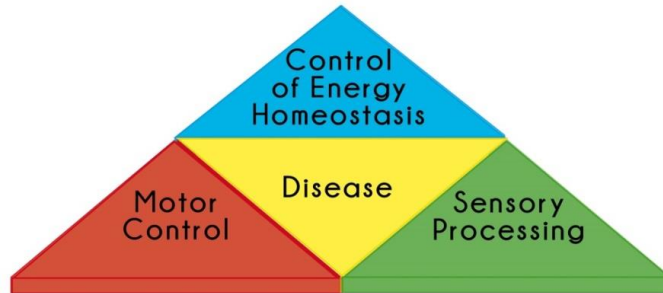 Control
of Energy
Homeostasis
Disease
Motor
Control
Sensory
Processing